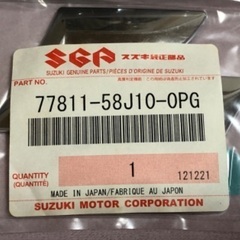 SGP スズキ純正部品
SUZUKI GENUINE PARTS/PIÈCES D'ORIGINE DE SUZUKI
PART NO.
77811-58J10-0PG
QUANTITY
(QUANTITÉ)
1
121221
MADE IN JAPAN/FABRIQUE AU JAPON
SUZUKI MOTOR CORPORATION